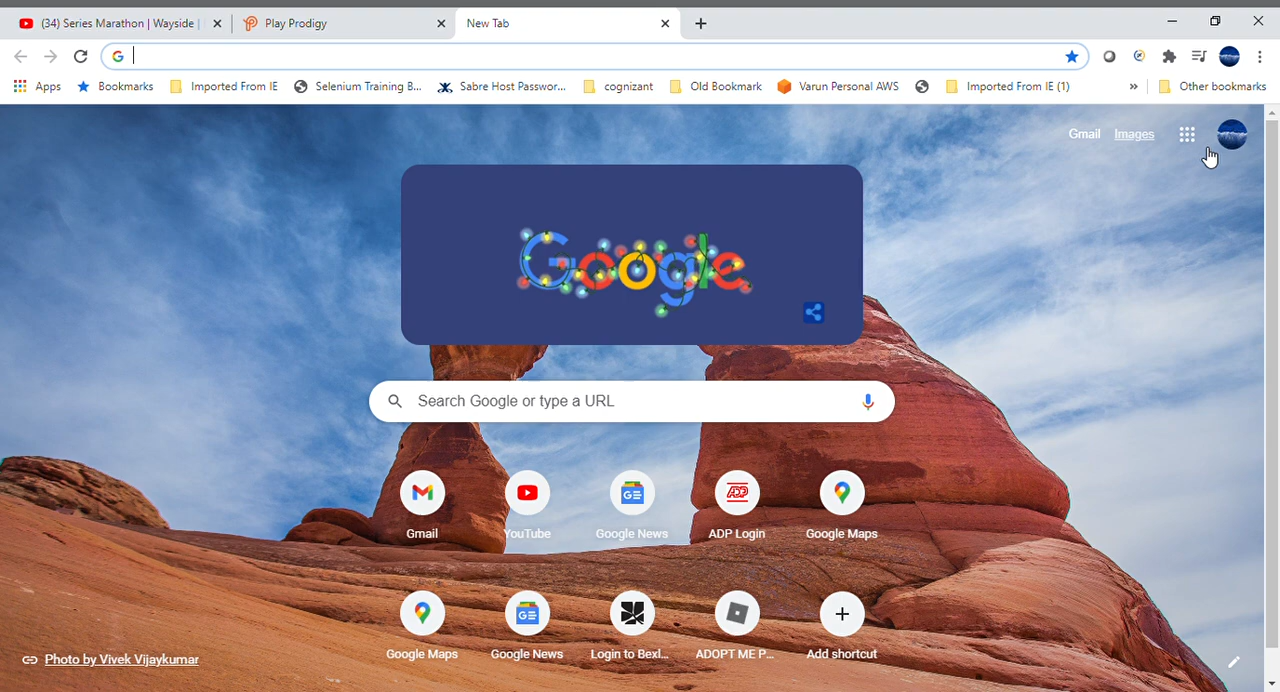 (34) Series Marathon | Wayside |
Play Prodigy
New Tab
Apps
Bookmarks
Imported From IE
Selenium Training B...
Sabre Host Passwor...
cognizant
Old Bookmark
Varun Personal AWS
Imported From IE (1)
Other bookmarks
Gmail
Images
Google
Search Google or type a URL
Gmail
YouTube
Google News
ADP Login
Google Maps
Google Maps
Google News
Login to Bexl...
ADOPT ME P...
Add shortcut
Photo by Vivek Vijaykumar